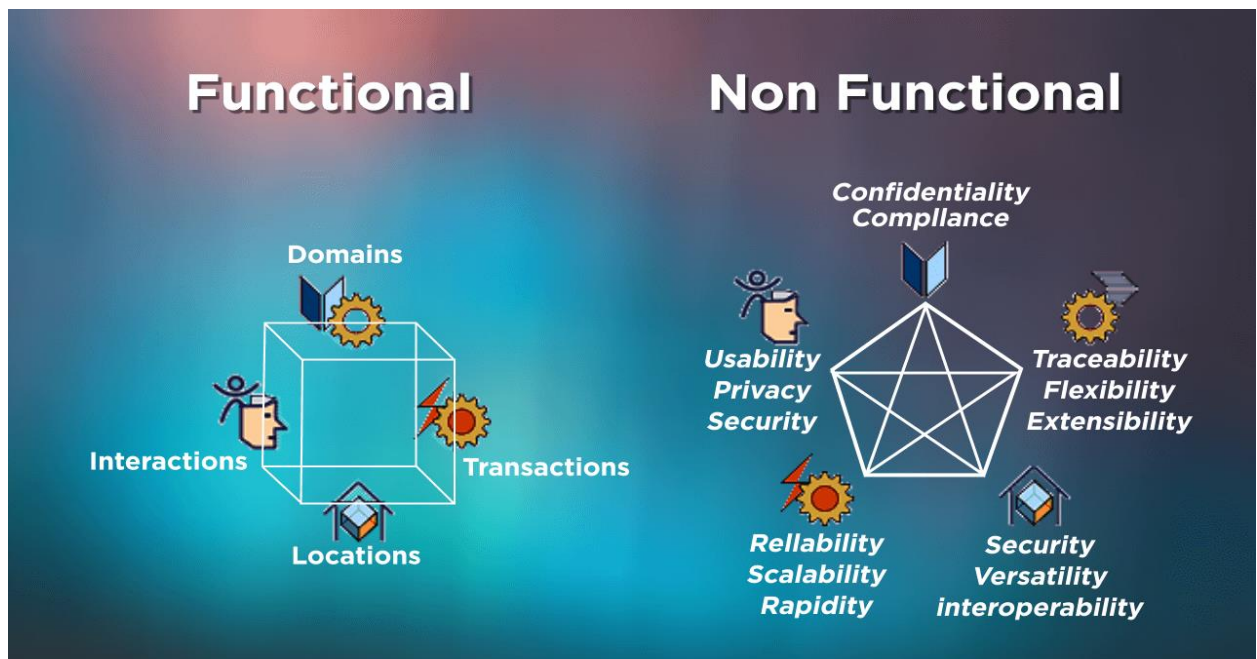 Functional
Domains
Interactions
Transactions
Locations
Non Functional
Confidentiality
Compllance
Usability
Privacy
Security
Traceability
Flexibility
Extensibility
Rellability
Scalability
Rapidity
Security
Versatility
interoperability